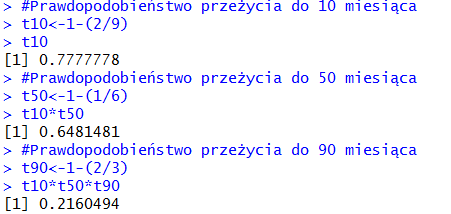 > #Prawdopodobieństwo przeżycia do 10 miesiąca
> t10<-1-(2/9)
> t10
[1] 0.7777778
> #Prawdopodobieństwo przeżycia do 50 miesiąca
> t50<-1-(1/6)
> t10*t50
[1] 0.6481481
> #Prawdopodobieństwo przeżycia do 90 miesiąca
> t90<-1-(2/3)
> t10*t50*t90
[1] 0.2160494